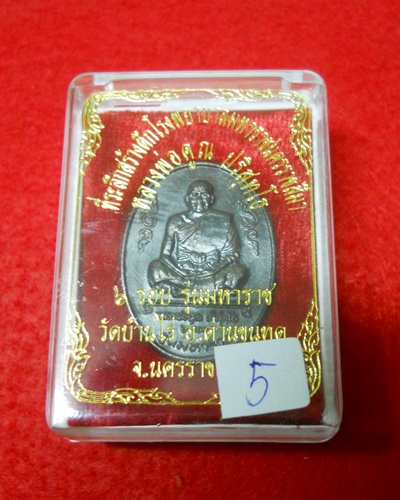 ที่ระลึกสร้างตึกโรงพยาบาลมหาราชนครราชสีมา
หลวงพ่อคูณ ปริสุทโธ
๖ รอบ รุ่นมหาราช
วัดบ้านไร่ อ.ด่านขุนทด
จ.นครราช
5